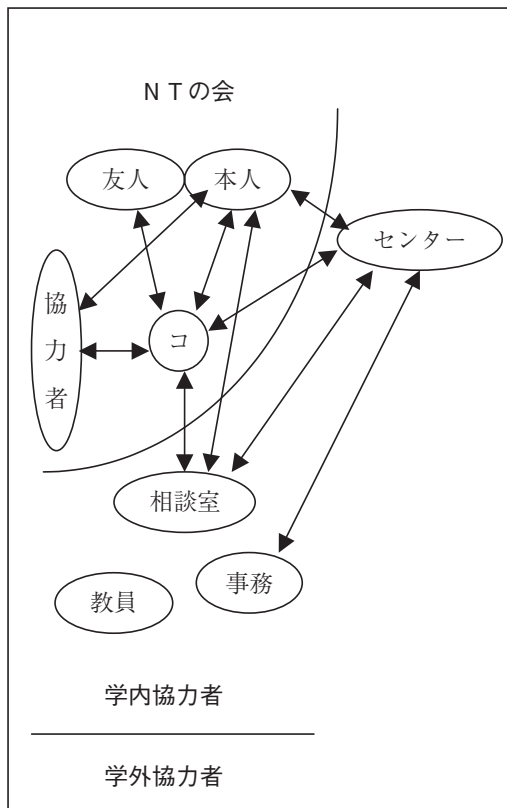 ＮＴの会
友人
本人
センター
協力者
コ
相談室
事務
教員
学内協力者
学外協力者